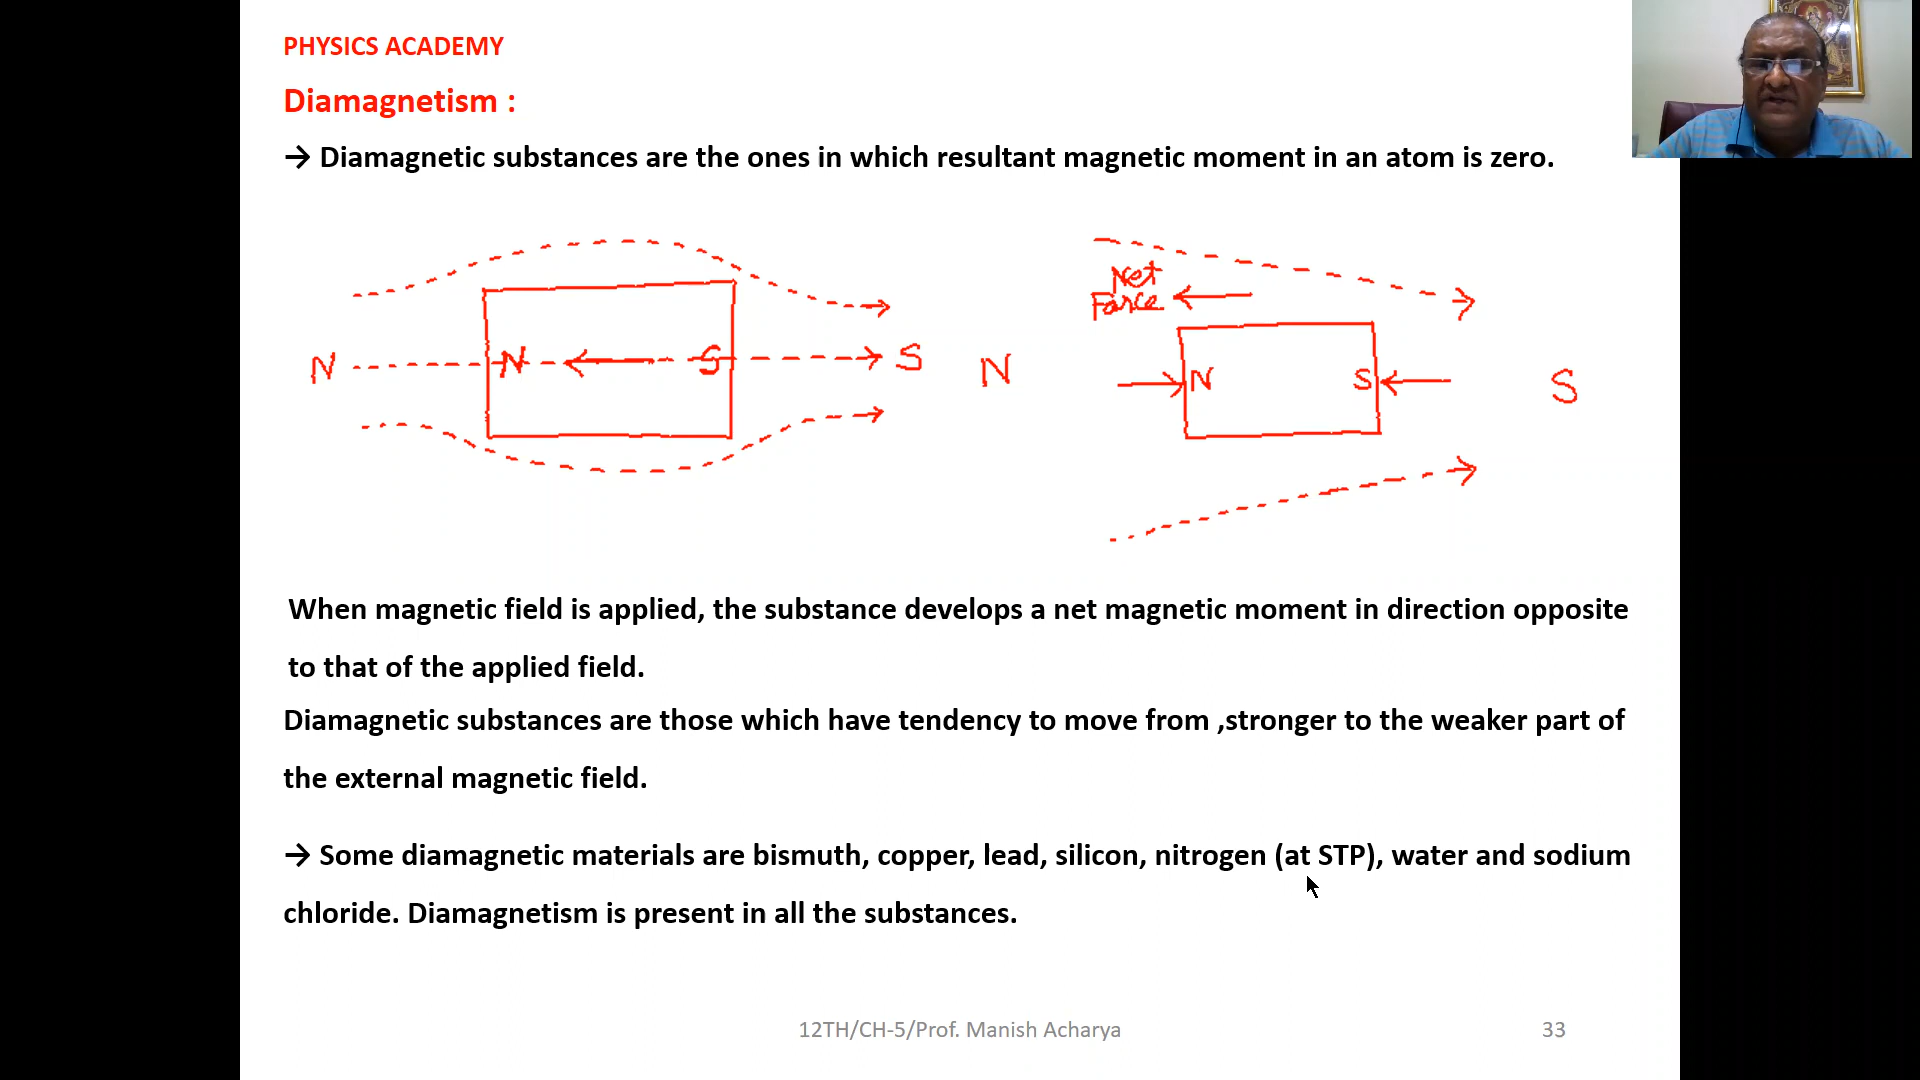 PHYSICS ACADEMY
Diamagnetism :
→ Diamagnetic substances are the ones in which resultant magnetic moment in an atom is zero.
N N S S
Net
Force
N N S S
When magnetic field is applied, the substance develops a net magnetic moment in direction opposite
to that of the applied field.
Diamagnetic substances are those which have tendency to move from ,stronger to the weaker part of
the external magnetic field.
→ Some diamagnetic materials are bismuth, copper, lead, silicon, nitrogen (at STP), water and sodium
chloride. Diamagnetism is present in all the substances.
12TH/CH-5/Prof. Manish Acharya
33